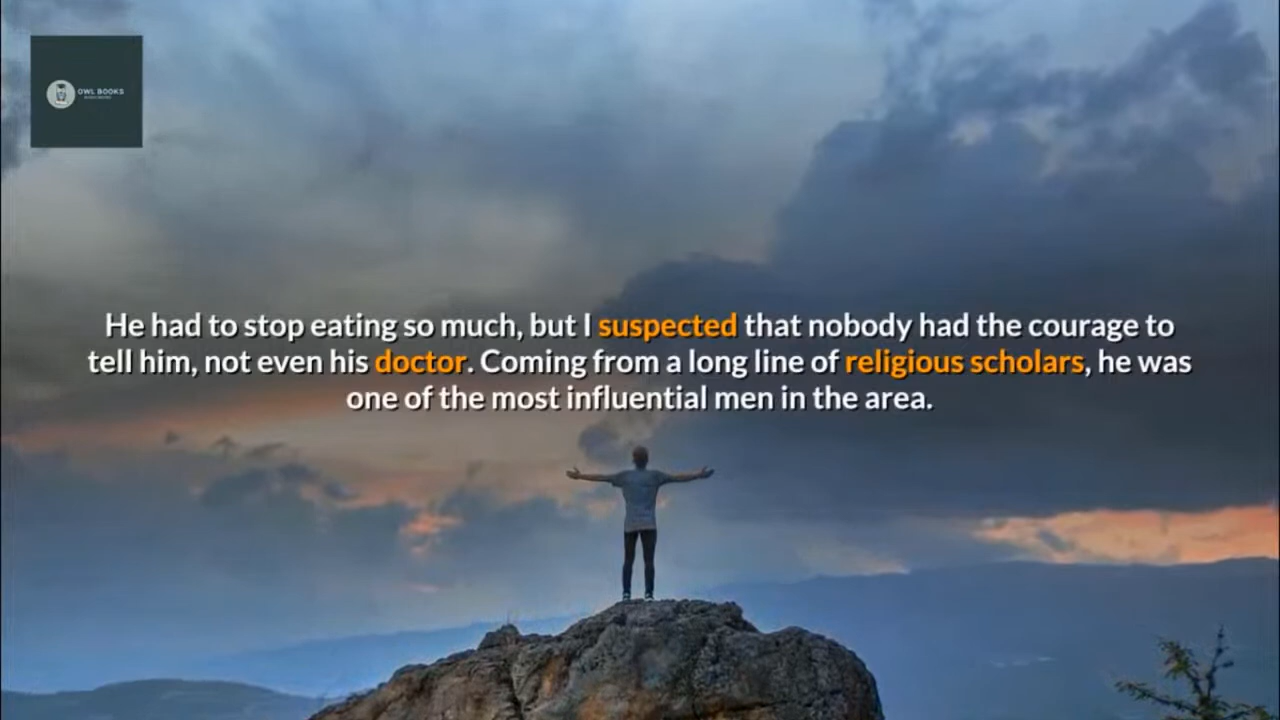 OWL BOOKS
He had to stop eating so much, but I suspected that nobody had the courage to
tell him, not even his doctor. Coming from a long line of religious scholars, he was
one of the most influential men in the area.